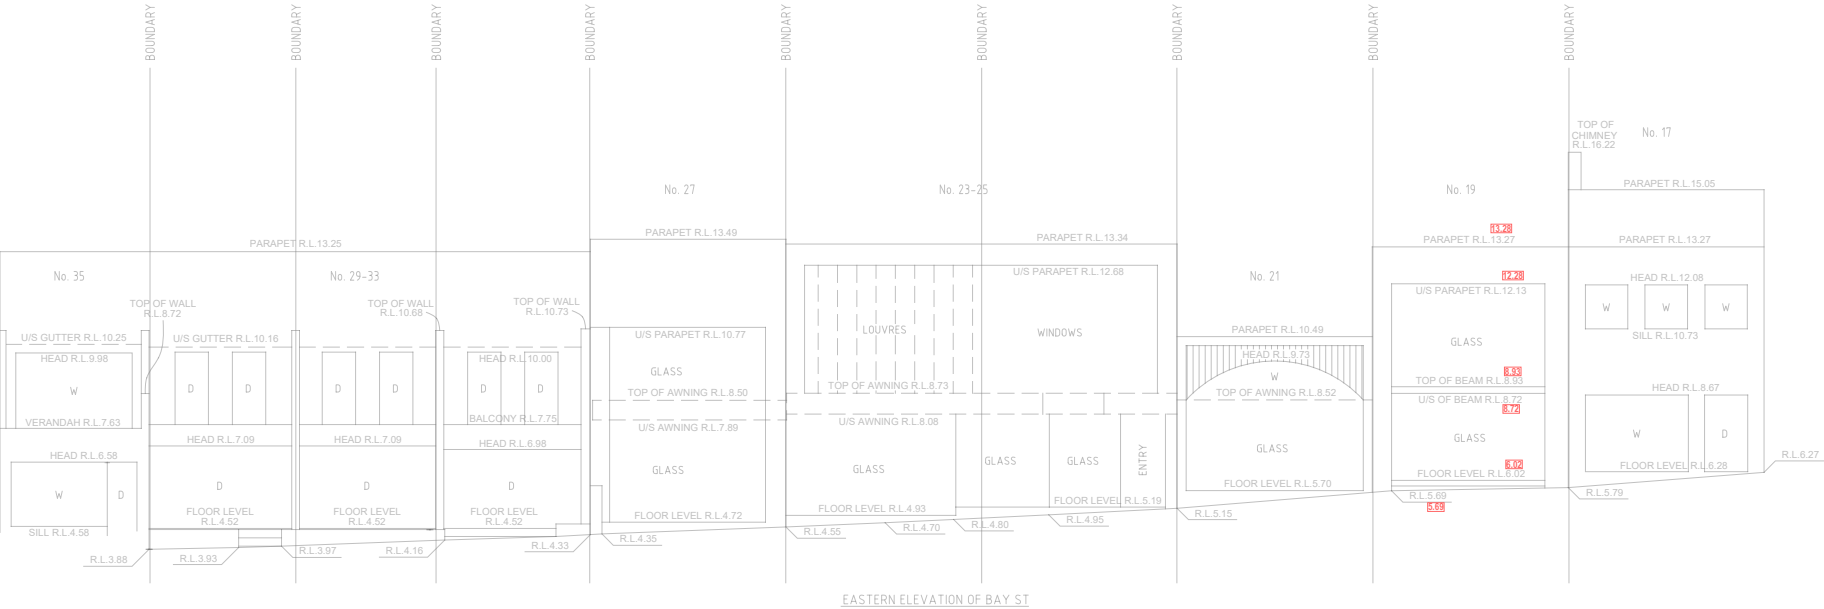 BOUNDARY
BOUNDARY
BOUNDARY
BOUNDARY
BOUNDARY
BOUNDARY
BOUNDARY
BOUNDARY
BOUNDARY
TOP OF
CHIMNEY
R.L.16.22
No. 17
No. 27
No. 23-25
No. 19
PARAPET R.L.15.05
13.28
PARAPET R.L.13.25
PARAPET R.L.13.49
PARAPET R.L.13.34
PARAPET R.L.13.27
PARAPET R.L.13.27
No. 35
No. 29-33
U/S PARAPET R.L.12.68
No. 21
12.28
HEAD R.L.12.08
U/S PARAPET R.L.12.13
TOP OF WALL
R.L.8.72
TOP OF WALL
R.L.10.68
TOP OF WALL
R.L.10.73
W
W
W
U/S GUTTER R.L.10.25
U/S GUTTER R.L.10.16
U/S PARAPET R.L.10.77
LOUVRES
WINDOWS
PARAPET R.L.10.49
SILL R.L.10.73
GLASS
HEAD R.L.9.98
HEAD R.L.10.00
HEAD R.L.9.73
GLASS
W
8.93
W
D
D
D
D
D
D
TOP OF AWNING R.L.8.50
TOP OF AWNING R.L.8.73
TOP OF AWNING R.L.8.52
TOP OF BEAM R.L.8.93
HEAD R.L.8.67
U/S OF BEAM R.L.8.72
8.72
VERANDAH R.L.7.63
BALCONY R.L.7.75
U/S AWNING R.L.7.89
U/S AWNING R.L.8.08
HEAD R.L.7.09
HEAD R.L.7.09
HEAD R.L.6.98
GLASS
W
D
HEAD R.L.6.58
GLASS
GLASS
GLASS
GLASS
ENTRY
GLASS
6.02
FLOOR LEVEL R.L.6.02
FLOOR LEVEL R.L.6.28
R.L.6.27
W
D
D
D
D
FLOOR LEVEL R.L.5.70
R.L.5.69
R.L.5.79
5.69
FLOOR LEVEL
R.L.4.52
FLOOR LEVEL
R.L.4.52
FLOOR LEVEL
R.L.4.52
FLOOR LEVEL R.L.4.72
FLOOR LEVEL R.L.4.93
FLOOR LEVEL R.L.5.19
SILL R.L.4.58
R.L.3.88
R.L.3.93
R.L.3.97
R.L.4.16
R.L.4.33
R.L.4.35
R.L.4.55
R.L.4.70
R.L.4.80
R.L.4.95
R.L.5.15
EASTERN ELEVATION OF BAY ST